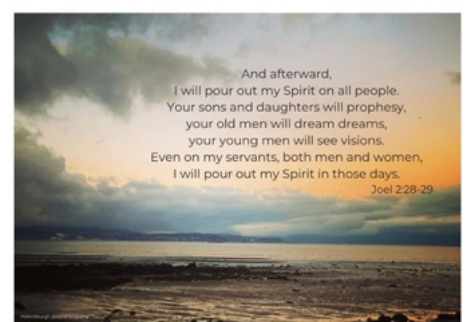 And afterward,
I will pour out my Spirit on all people.
Your sons and daughters will prophesy,
your old men will dream dreams,
your young men will see visions.
Even on my servants, both men and women,
I will pour out my Spirit in those days.
Joel 2:28-29
Helensburgh